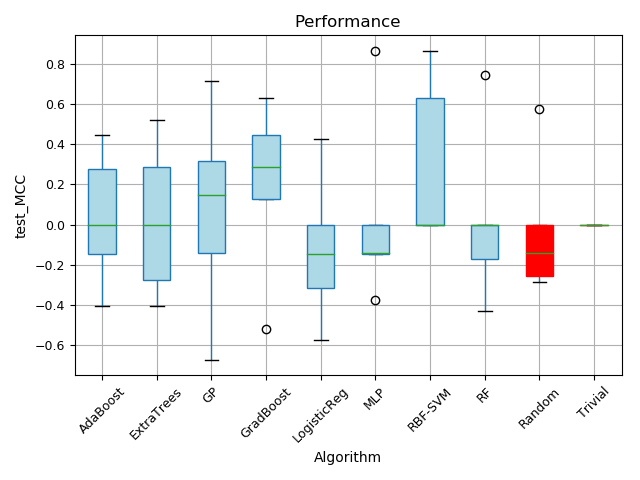 Performance
test_MCC
0.8
0.6
0.4
0.2
0.0
−0.2
−0.4
−0.6
AdaBoost
ExtraTrees
GP
GradBoost
LogisticReg
MLP
RBF-SVM
RF
Random
Trivial
Algorithm